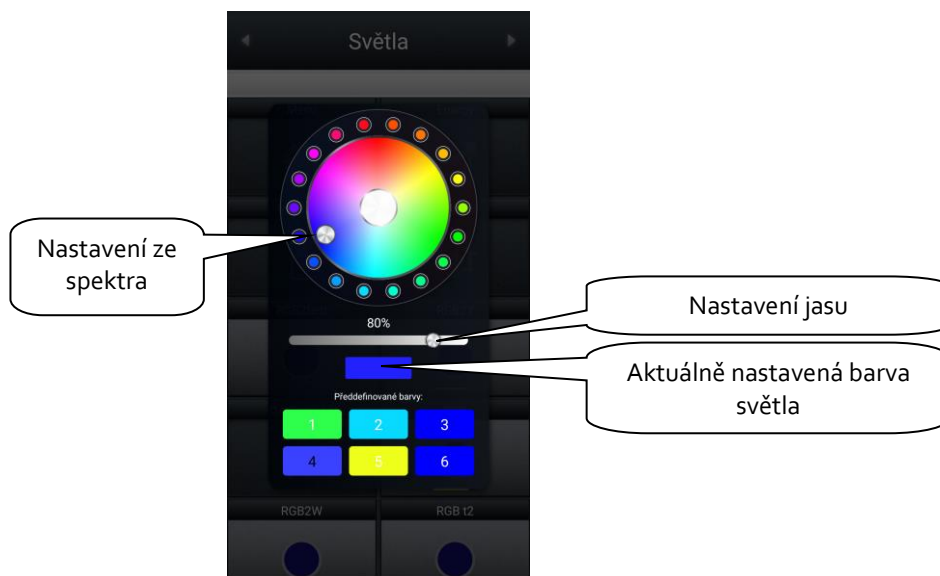 Světla
Nastavení ze
spektra
80%
Nastavení jasu
Aktuálně nastavená barva
světla
Předdefinované barvy:
1 2 3
4 5 6
RGB2W RGB t2